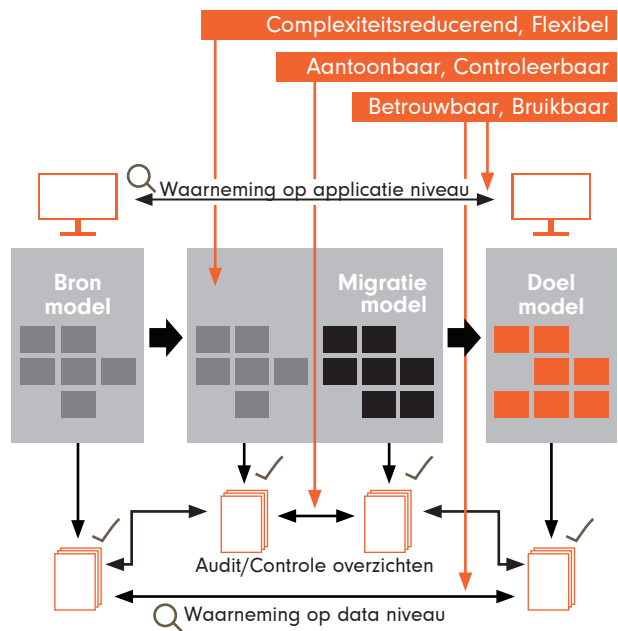 Complexiteitsreducerend, Flexibel
Aantoonbaar, Controleerbaar
Betrouwbaar, Bruikbaar
Waarneming op applicatie niveau
Bron
model
Migratie
model
Doel
model
Audit/Controle overzichten
Waarneming op data niveau